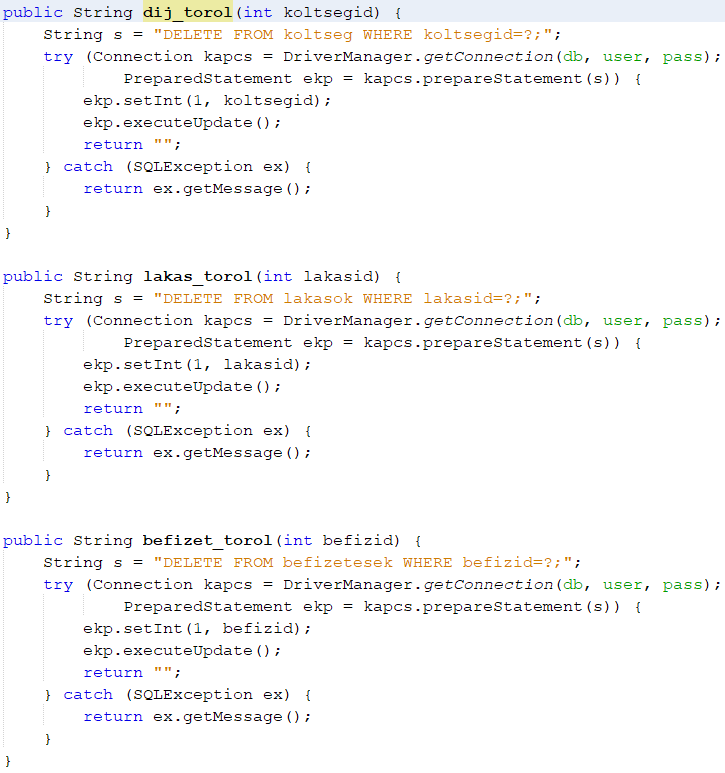 public String dij_torol(int koltsegid) {
    String s = "DELETE FROM koltseg WHERE koltsegid=?;";
    try (Connection kapcs = DriverManager.getConnection(db, user, pass);
            PreparedStatement ekp = kapcs.prepareStatement(s)) {
        ekp.setInt(1, koltsegid);
        ekp.executeUpdate();
        return "";
    } catch (SQLException ex) {
        return ex.getMessage();
    }
}
public String lakas_torol(int lakasid) {
    String s = "DELETE FROM lakasok WHERE lakasid=?;";
    try (Connection kapcs = DriverManager.getConnection(db, user, pass);
            PreparedStatement ekp = kapcs.prepareStatement(s)) {
        ekp.setInt(1, lakasid);
        ekp.executeUpdate();
        return "";
    } catch (SQLException ex) {
        return ex.getMessage();
    }
}
public String befizet_torol(int befizid) {
    String s = "DELETE FROM befizetesek WHERE befizid=?;";
    try (Connection kapcs = DriverManager.getConnection(db, user, pass);
            PreparedStatement ekp = kapcs.prepareStatement(s)) {
        ekp.setInt(1, befizid);
        ekp.executeUpdate();
        return "";
    } catch (SQLException ex) {
        return ex.getMessage();
    }
}